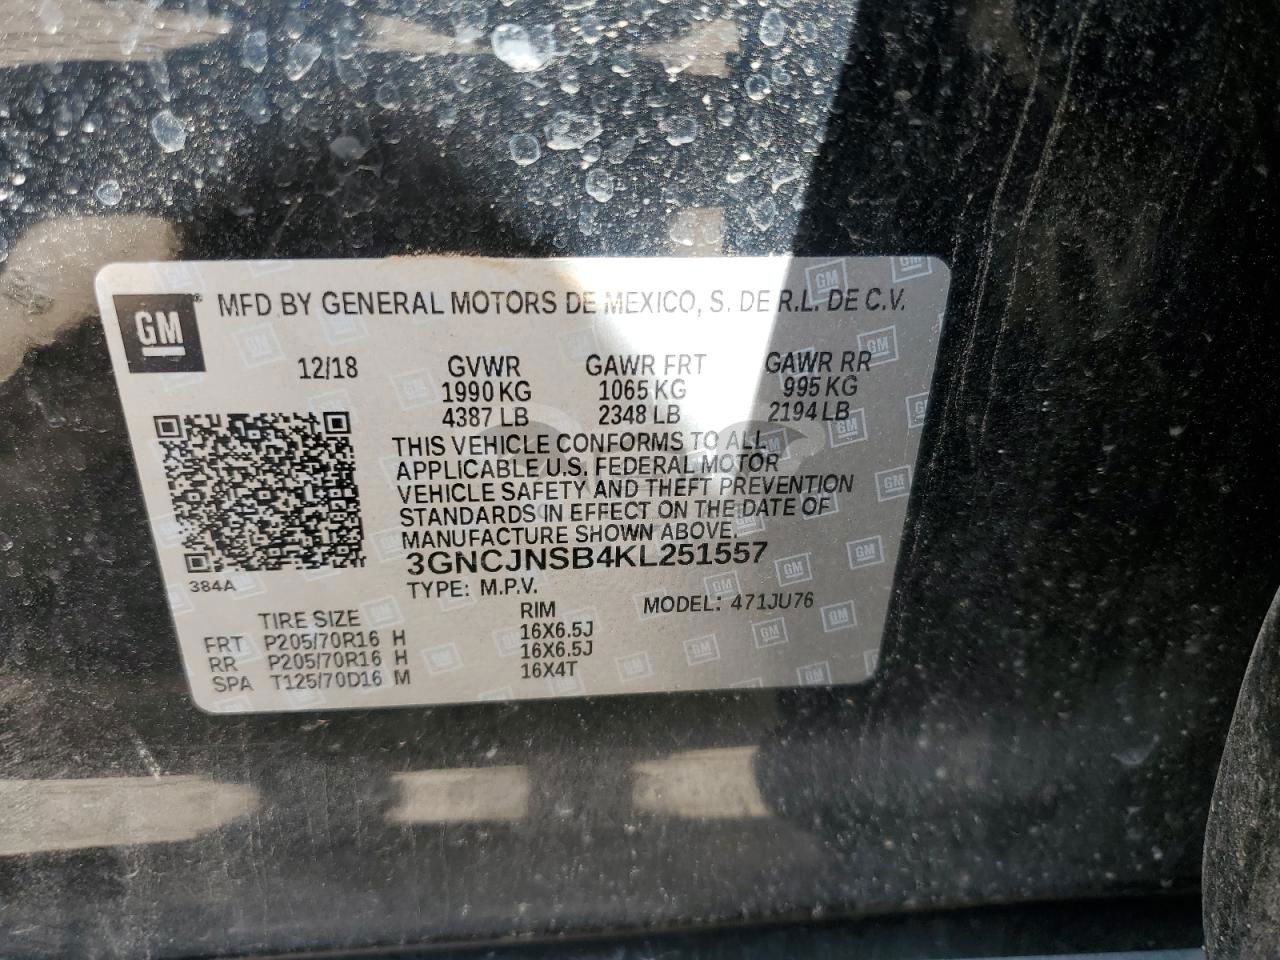 GM
MFD BY GENERAL MOTORS DE MEXICO, S. DE R.L. DE C.V.
12/18 GVWR GAWR FRT GAWR RR
1990 KG 1065 KG 995 KG
4387 LB 2348 LB 2194 LB
THIS VEHICLE CONFORMS TO ALL
APPLICABLE U.S. FEDERAL MOTOR
VEHICLE SAFETY AND THEFT PREVENTION
STANDARDS IN EFFECT ON THE DATE OF
MANUFACTURE SHOWN ABOVE.
3GNCJNSB4KL251557
384A
TYPE: M.P.V.
MODEL: 471JU76
TIRE SIZE RIM
FRT P205/70R16 H 16X6.5J
RR P205/70R16 H 16X6.5J
SPA T125/70D16 M 16X4T